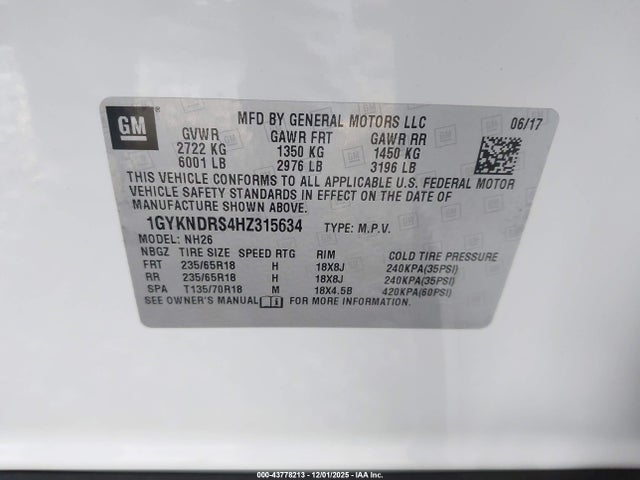 GM ®
MFD BY GENERAL MOTORS LLC
06/17
GVWR GAWR FRT GAWR RR
2722 KG 1350 KG 1450 KG
6001 LB 2976 LB 3196 LB
THIS VEHICLE CONFORMS TO ALL APPLICABLE U.S. FEDERAL MOTOR
VEHICLE SAFETY STANDARDS IN EFFECT ON THE DATE OF
MANUFACTURE SHOWN ABOVE.
1GYKNDRS4HZ315634 TYPE: M.P.V.
MODEL: NH26
NBGZ TIRE SIZE SPEED RTG RIM COLD TIRE PRESSURE
FRT 235/65R18 H 18X8J 240KPA(35PSI)
RR 235/65R18 H 18X8J 240KPA(35PSI)
SPA T135/70R18 M 18X4.5B 420KPA(60PSI)
SEE OWNER'S MANUAL FOR MORE INFORMATION.
000-43778213 - 12/01/2025 - IAA Inc.